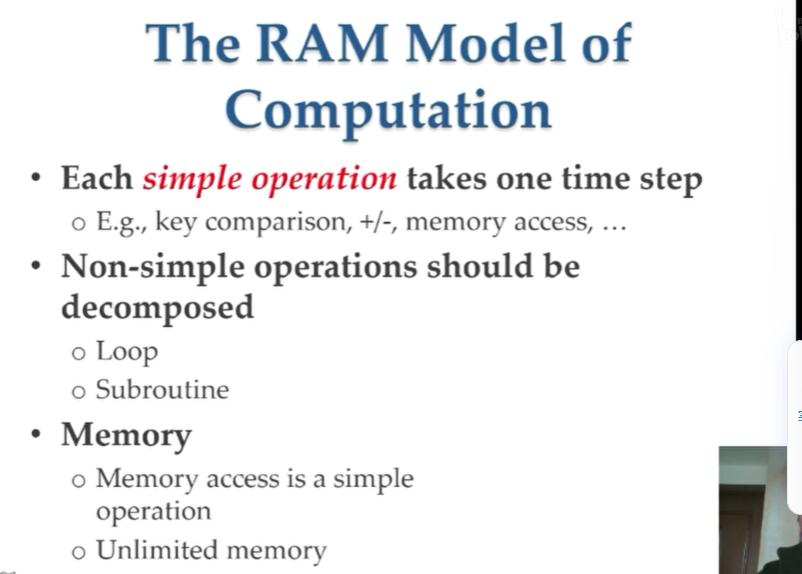 The RAM Model of
Computation
• Each simple operation takes one time step
o E.g., key comparison, +/-, memory access, …
• Non-simple operations should be
decomposed
o Loop
o Subroutine
• Memory
o Memory access is a simple
operation
o Unlimited memory